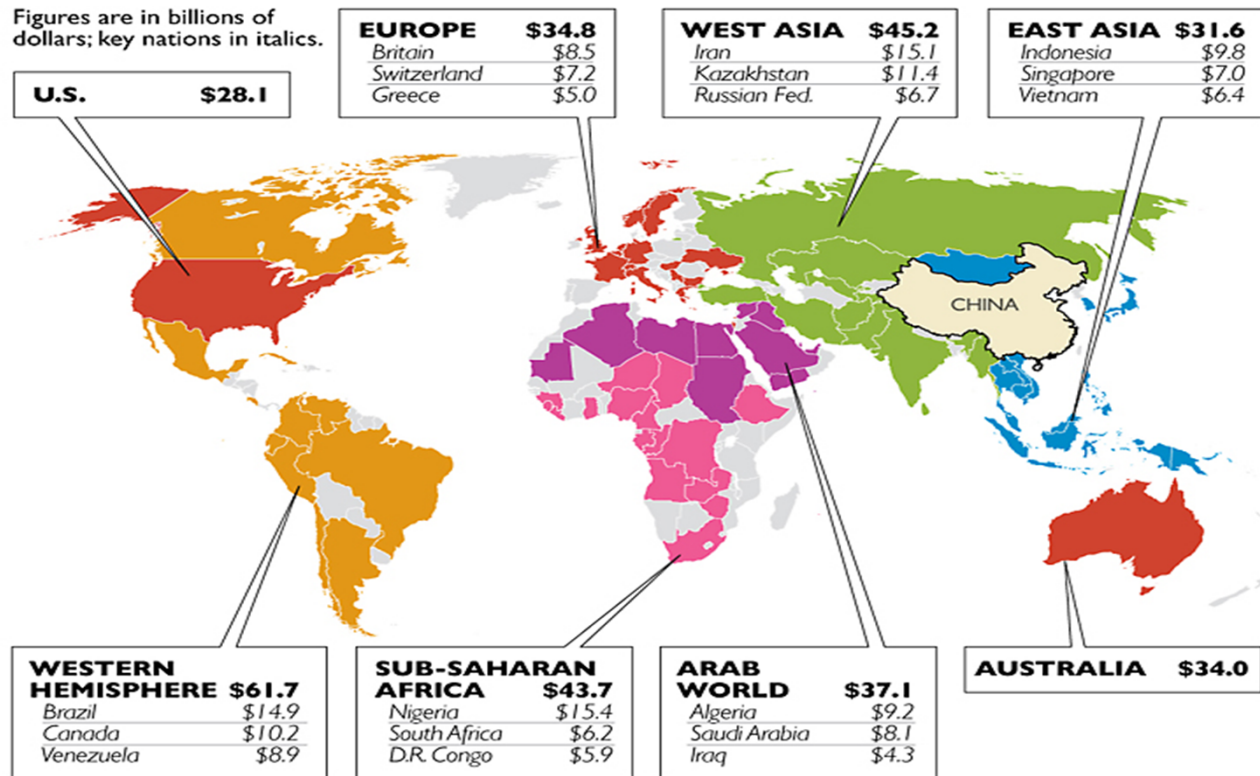 Figures are in billions of
dollars; key nations in italics.
U.S. $28.1
EUROPE $34.8
Britain $8.5
Switzerland $7.2
Greece $5.0
WEST ASIA $45.2
Iran $15.1
Kazakhstan $11.4
Russian Fed. $6.7
EAST ASIA $31.6
Indonesia $9.8
Singapore $7.0
Vietnam $6.4
CHINA
WESTERN
HEMISPHERE $61.7
Brazil $14.9
Canada $10.2
Venezuela $8.9
SUB-SAHARAN
AFRICA $43.7
Nigeria $15.4
South Africa $6.2
D.R. Congo $5.9
ARAB
WORLD $37.1
Algeria $9.2
Saudi Arabia $8.1
Iraq $4.3
AUSTRALIA $34.0